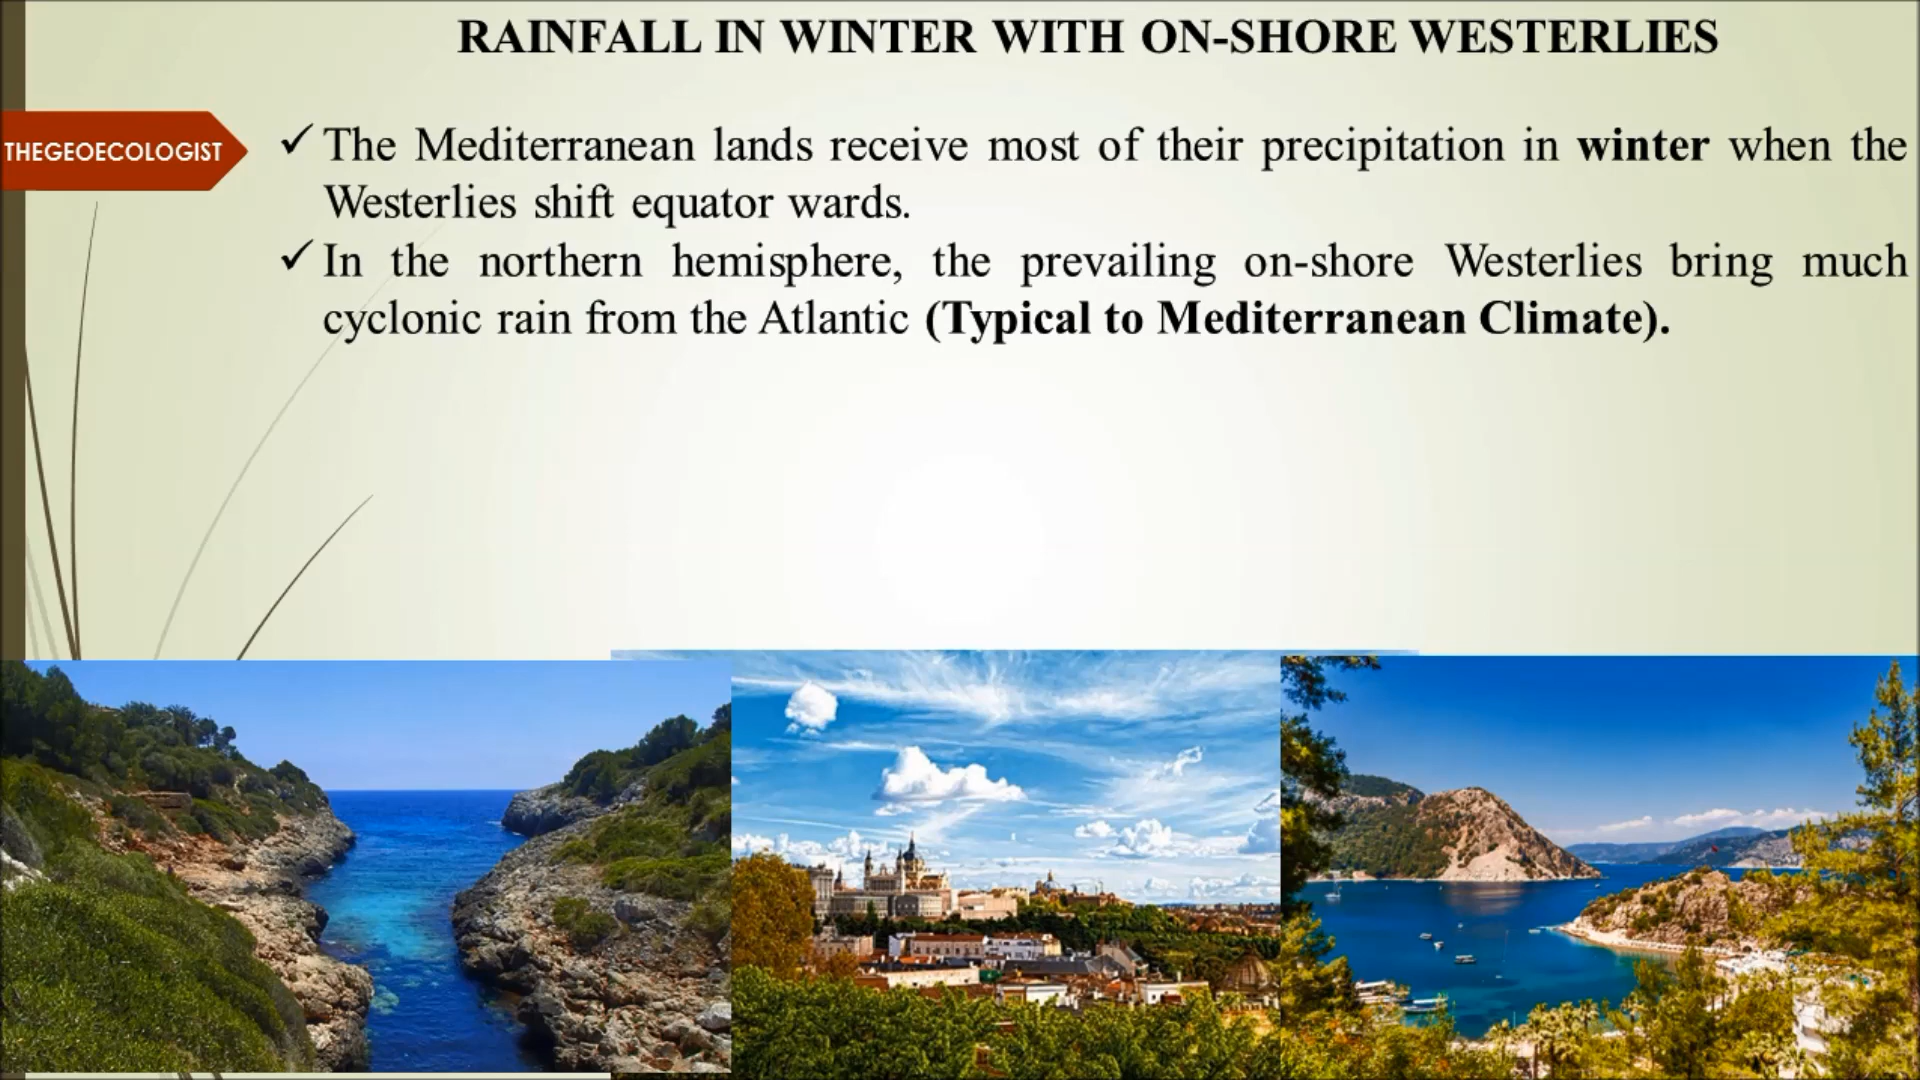 RAINFALL IN WINTER WITH ON-SHORE WESTERLIES
THEGEOECOLOGIST
✓ The Mediterranean lands receive most of their precipitation in winter when the
Westerlies shift equator wards.
✓ In the northern hemisphere, the prevailing on-shore Westerlies bring much
cyclonic rain from the Atlantic (Typical to Mediterranean Climate).